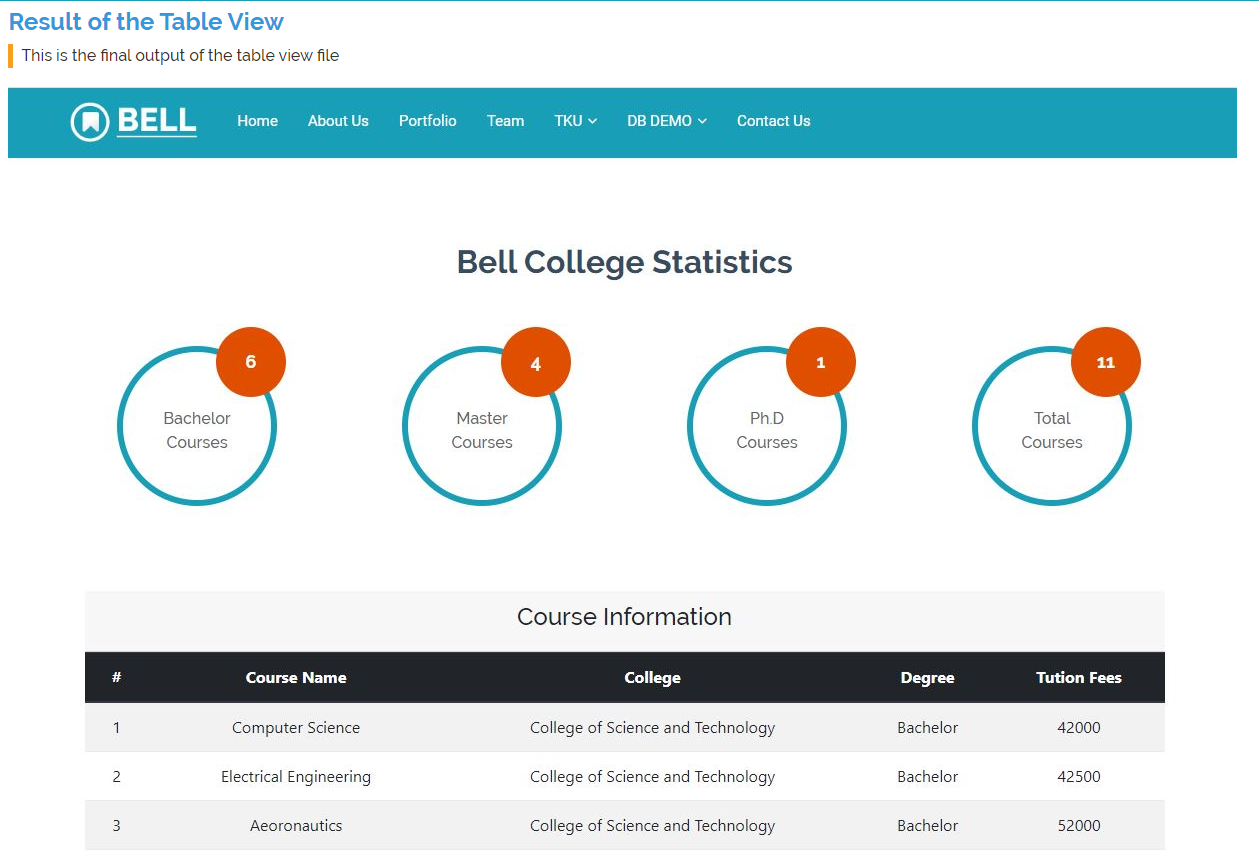 Result of the Table View
This is the final output of the table view file
BELL Home About Us Portfolio Team TKU DB DEMO Contact Us
Bell College Statistics
6 4 1 11
Bachelor Master Ph.D Total
Courses Courses Courses Courses
Course Information
# Course Name College Degree Tution Fees
1 Computer Science College of Science and Technology Bachelor 42000
2 Electrical Engineering College of Science and Technology Bachelor 42500
3 Aeoronautics College of Science and Technology Bachelor 52000